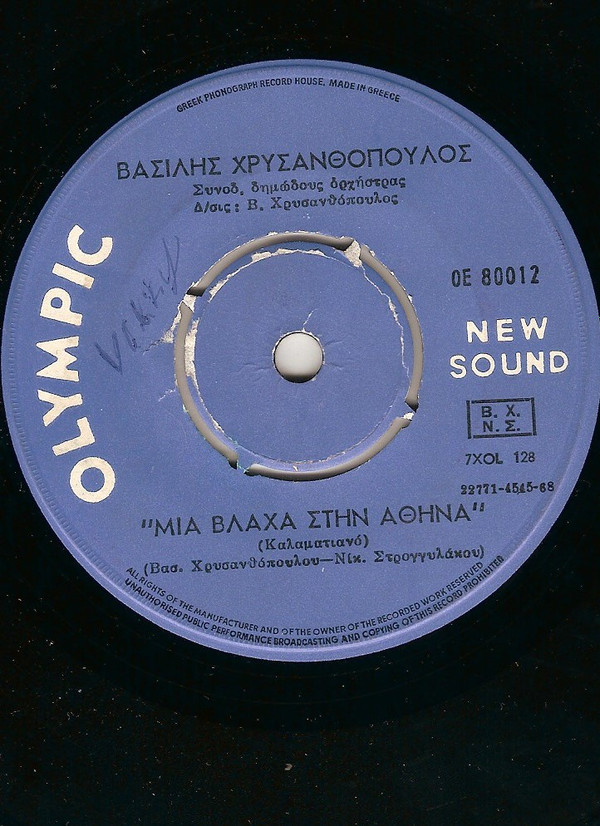 GREEK PHONOGRAPH RECORD HOUSE. MADE IN GREECE
ΒΑΣΙΛΗΣ ΧΡΥΣΑΝΘΟΠΟΥΛΟΣ
Συνοδ. δημώδους ὀρχήστρας
Δ/σις : Β. Χρυσανθόπουλος
OLYMPIC
OE 80012
NEW
SOUND
Β. Χ.
Ν. Σ.
7XOL 128
22771-4545-68
"ΜΙΑ ΒΛΑΧΑ ΣΤΗΝ ΑΘΗΝΑ"
(Καλαματιανό)
(Βασ. Χρυσανθόπουλου—Νίκ. Στρογγυλάκου)
ALL RIGHTS OF THE MANUFACTURER AND OF THE OWNER OF THE RECORDED WORK RESERVED
UNAUTHORISED PUBLIC PERFORMANCE BROADCASTING AND COPYING OF THIS RECORD PROHIBITED